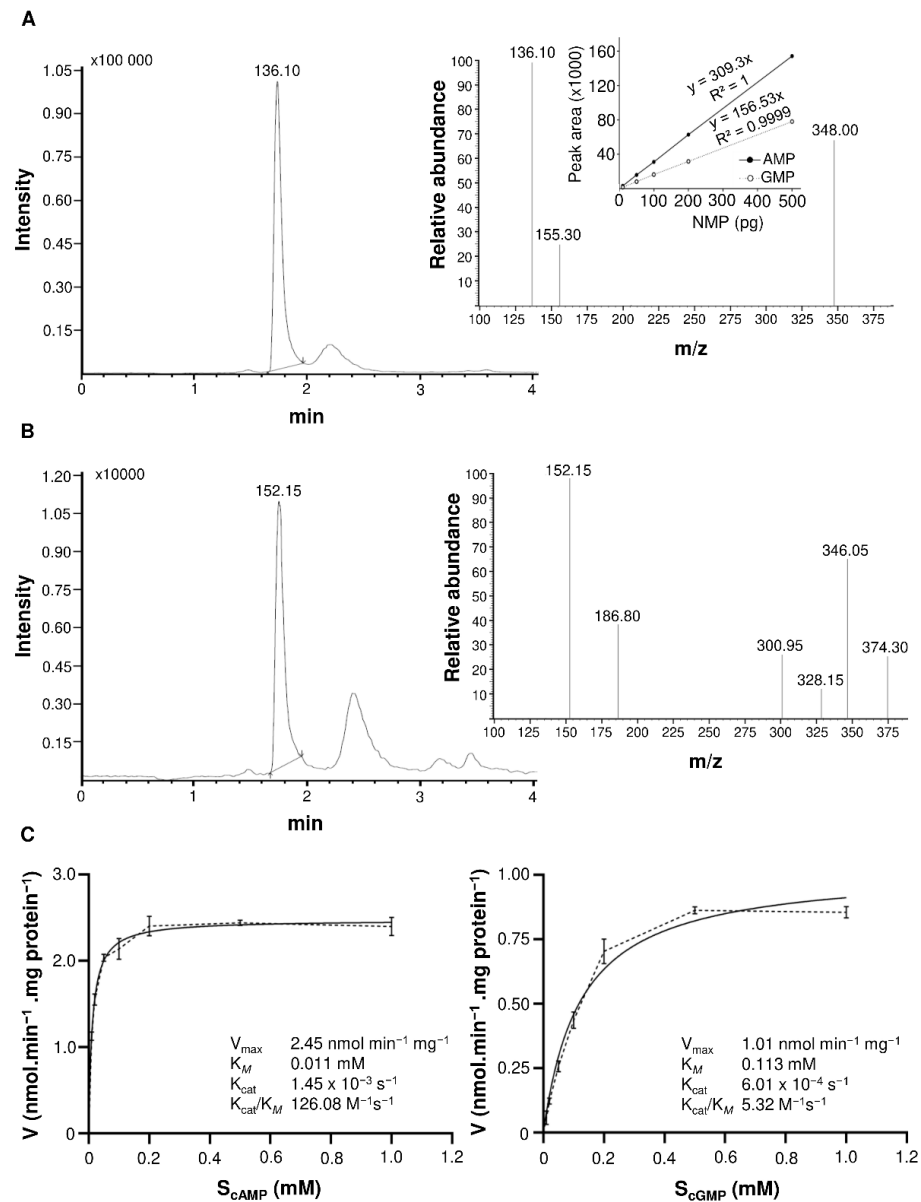 A
x100 000
136.10
1.05
0.90
0.75
0.60
0.45
0.30
0.15
Intensity
0 1 2 3 4
min
136.10
155.30
348.00
100
90
80
70
60
50
40
30
20
10
Relative abundance
100 125 150 175 200 225 250 275 300 325 350 375
m/z
160
120
80
40
Peak area (x1000)
y = 309.3x
R² = 1
y = 156.53x
R² = 0.9999
AMP
GMP
0 100 200 300 400 500
NMP (pg)
B
x10000
152.15
1.20
1.05
0.90
0.75
0.60
0.45
0.30
0.15
Intensity
0 1 2 3 4
min
152.15
186.80
300.95
328.15
346.05
374.30
100
90
80
70
60
50
40
30
20
10
Relative abundance
100 125 150 175 200 225 250 275 300 325 350 375
m/z
C
V (nmol.min⁻¹ .mg protein⁻¹)
3.0
2.0
1.0
0
Vmax 2.45 nmol min⁻¹ mg⁻¹
KM 0.011 mM
Kcat 1.45 x 10⁻³ s⁻¹
Kcat/KM 126.08 M⁻¹s⁻¹
0 0.2 0.4 0.6 0.8 1.0 1.2
ScAMP (mM)
V (nmol.min⁻¹ .mg protein⁻¹)
1.00
0.75
0.50
0.25
0
Vmax 1.01 nmol min⁻¹ mg⁻¹
KM 0.113 mM
Kcat 6.01 x 10⁻⁴ s⁻¹
Kcat/KM 5.32 M⁻¹s⁻¹
0 0.2 0.4 0.6 0.8 1.0 1.2
ScGMP (mM)